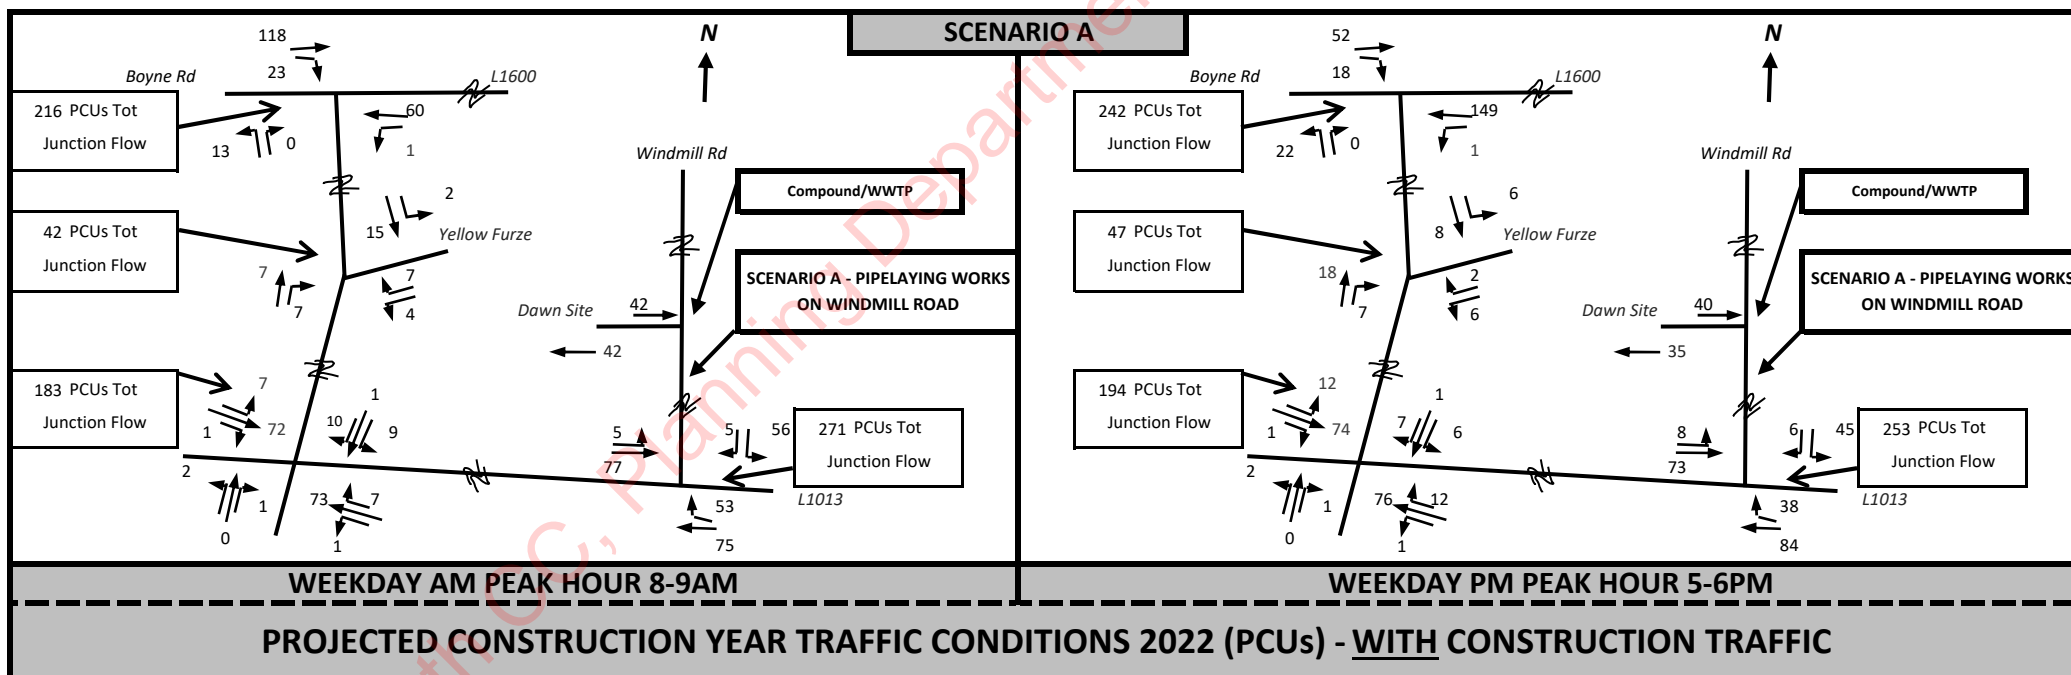 SCENARIO A
118
23
Boyne Rd
L1600
N
216 PCUs Tot
Junction Flow
13
0
60
1
Windmill Rd
Compound/WWTP
2
15
Yellow Furze
42 PCUs Tot
Junction Flow
7
7
7
4
SCENARIO A - PIPELAYING WORKS
ON WINDMILL ROAD
Dawn Site
42
42
183 PCUs Tot
Junction Flow
7
1
72
10
1
9
5
77
5
56
271 PCUs Tot
Junction Flow
2
1
0
73
7
1
53
75
L1013
WEEKDAY AM PEAK HOUR 8-9AM
52
18
Boyne Rd
L1600
N
242 PCUs Tot
Junction Flow
22
0
149
1
Windmill Rd
Compound/WWTP
6
8
Yellow Furze
47 PCUs Tot
Junction Flow
18
7
2
6
SCENARIO A - PIPELAYING WORKS
ON WINDMILL ROAD
Dawn Site
40
35
194 PCUs Tot
Junction Flow
12
1
74
7
1
6
8
73
6
45
253 PCUs Tot
Junction Flow
2
1
0
76
12
1
38
84
L1013
WEEKDAY PM PEAK HOUR 5-6PM
PROJECTED CONSTRUCTION YEAR TRAFFIC CONDITIONS 2022 (PCUs) - WITH CONSTRUCTION TRAFFIC
th CC, Planning Departme